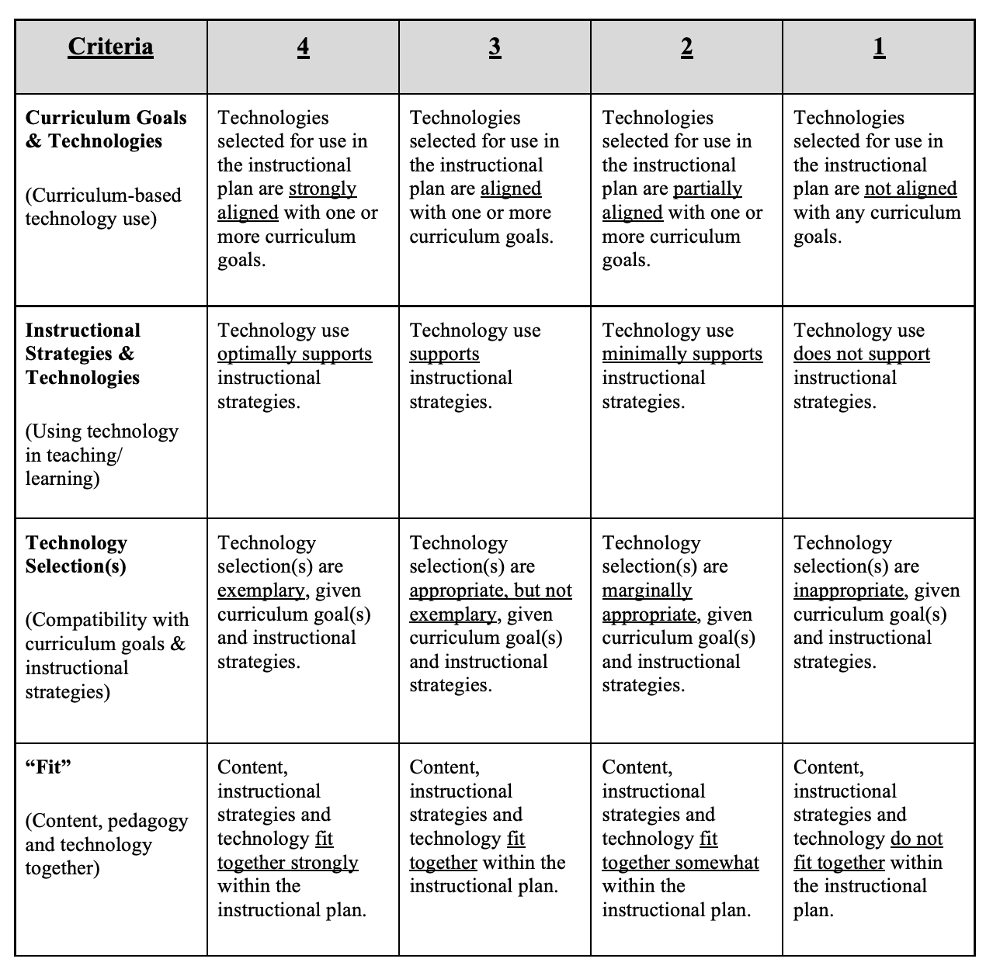 Criteria
4
3
2
1
Curriculum Goals
& Technologies
(Curriculum-based
technology use)
Technologies
selected for use in
the instructional
plan are strongly
aligned with one or
more curriculum
goals.
Technologies
selected for use in
the instructional
plan are aligned
with one or more
curriculum goals.
Technologies
selected for use in
the instructional
plan are partially
aligned with one or
more curriculum
goals.
Technologies
selected for use in
the instructional
plan are not aligned
with any curriculum
goals.
Instructional
Strategies &
Technologies
(Using technology
in teaching/
learning)
Technology use
optimally supports
instructional
strategies.
Technology use
supports
instructional
strategies.
Technology use
minimally supports
instructional
strategies.
Technology use
does not support
instructional
strategies.
Technology
Selection(s)
(Compatibility with
curriculum goals &
instructional
strategies)
Technology
selection(s) are
exemplary, given
curriculum goal(s)
and instructional
strategies.
Technology
selection(s) are
appropriate, but not
exemplary, given
curriculum goal(s)
and instructional
strategies.
Technology
selection(s) are
marginally
appropriate, given
curriculum goal(s)
and instructional
strategies.
Technology
selection(s) are
inappropriate, given
curriculum goal(s)
and instructional
strategies.
“Fit”
(Content, pedagogy
and technology
together)
Content,
instructional
strategies and
technology fit
together strongly
within the
instructional plan.
Content,
instructional
strategies and
technology fit
together within the
instructional plan.
Content,
instructional
strategies and
technology fit
together somewhat
within the
instructional plan.
Content,
instructional
strategies and
technology do not
fit together within
the instructional
plan.